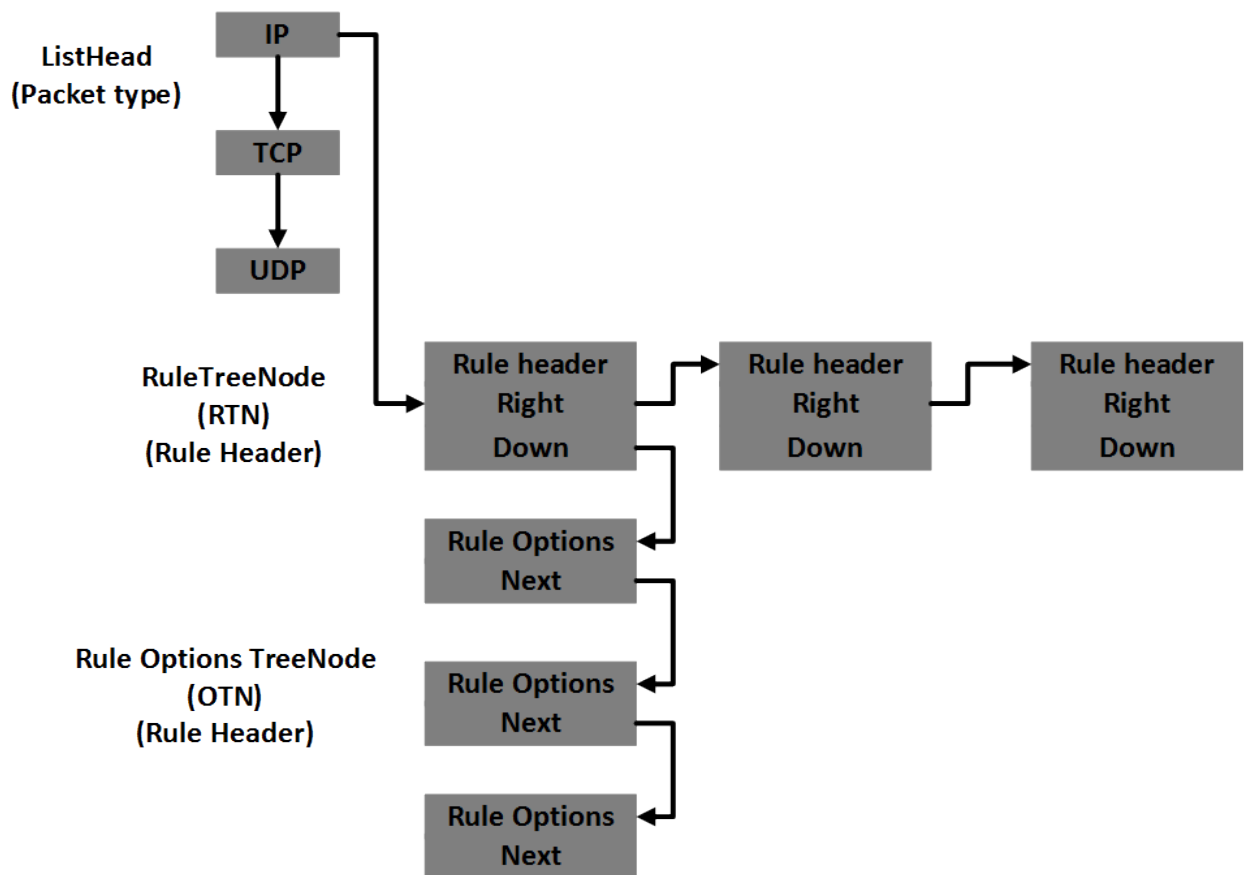 IP
ListHead
(Packet type)
TCP
UDP
RuleTreeNode
(RTN)
(Rule Header)
Rule header
Right
Down
Rule header
Right
Down
Rule header
Right
Down
Rule Options
Next
Rule Options TreeNode
(OTN)
(Rule Header)
Rule Options
Next
Rule Options
Next